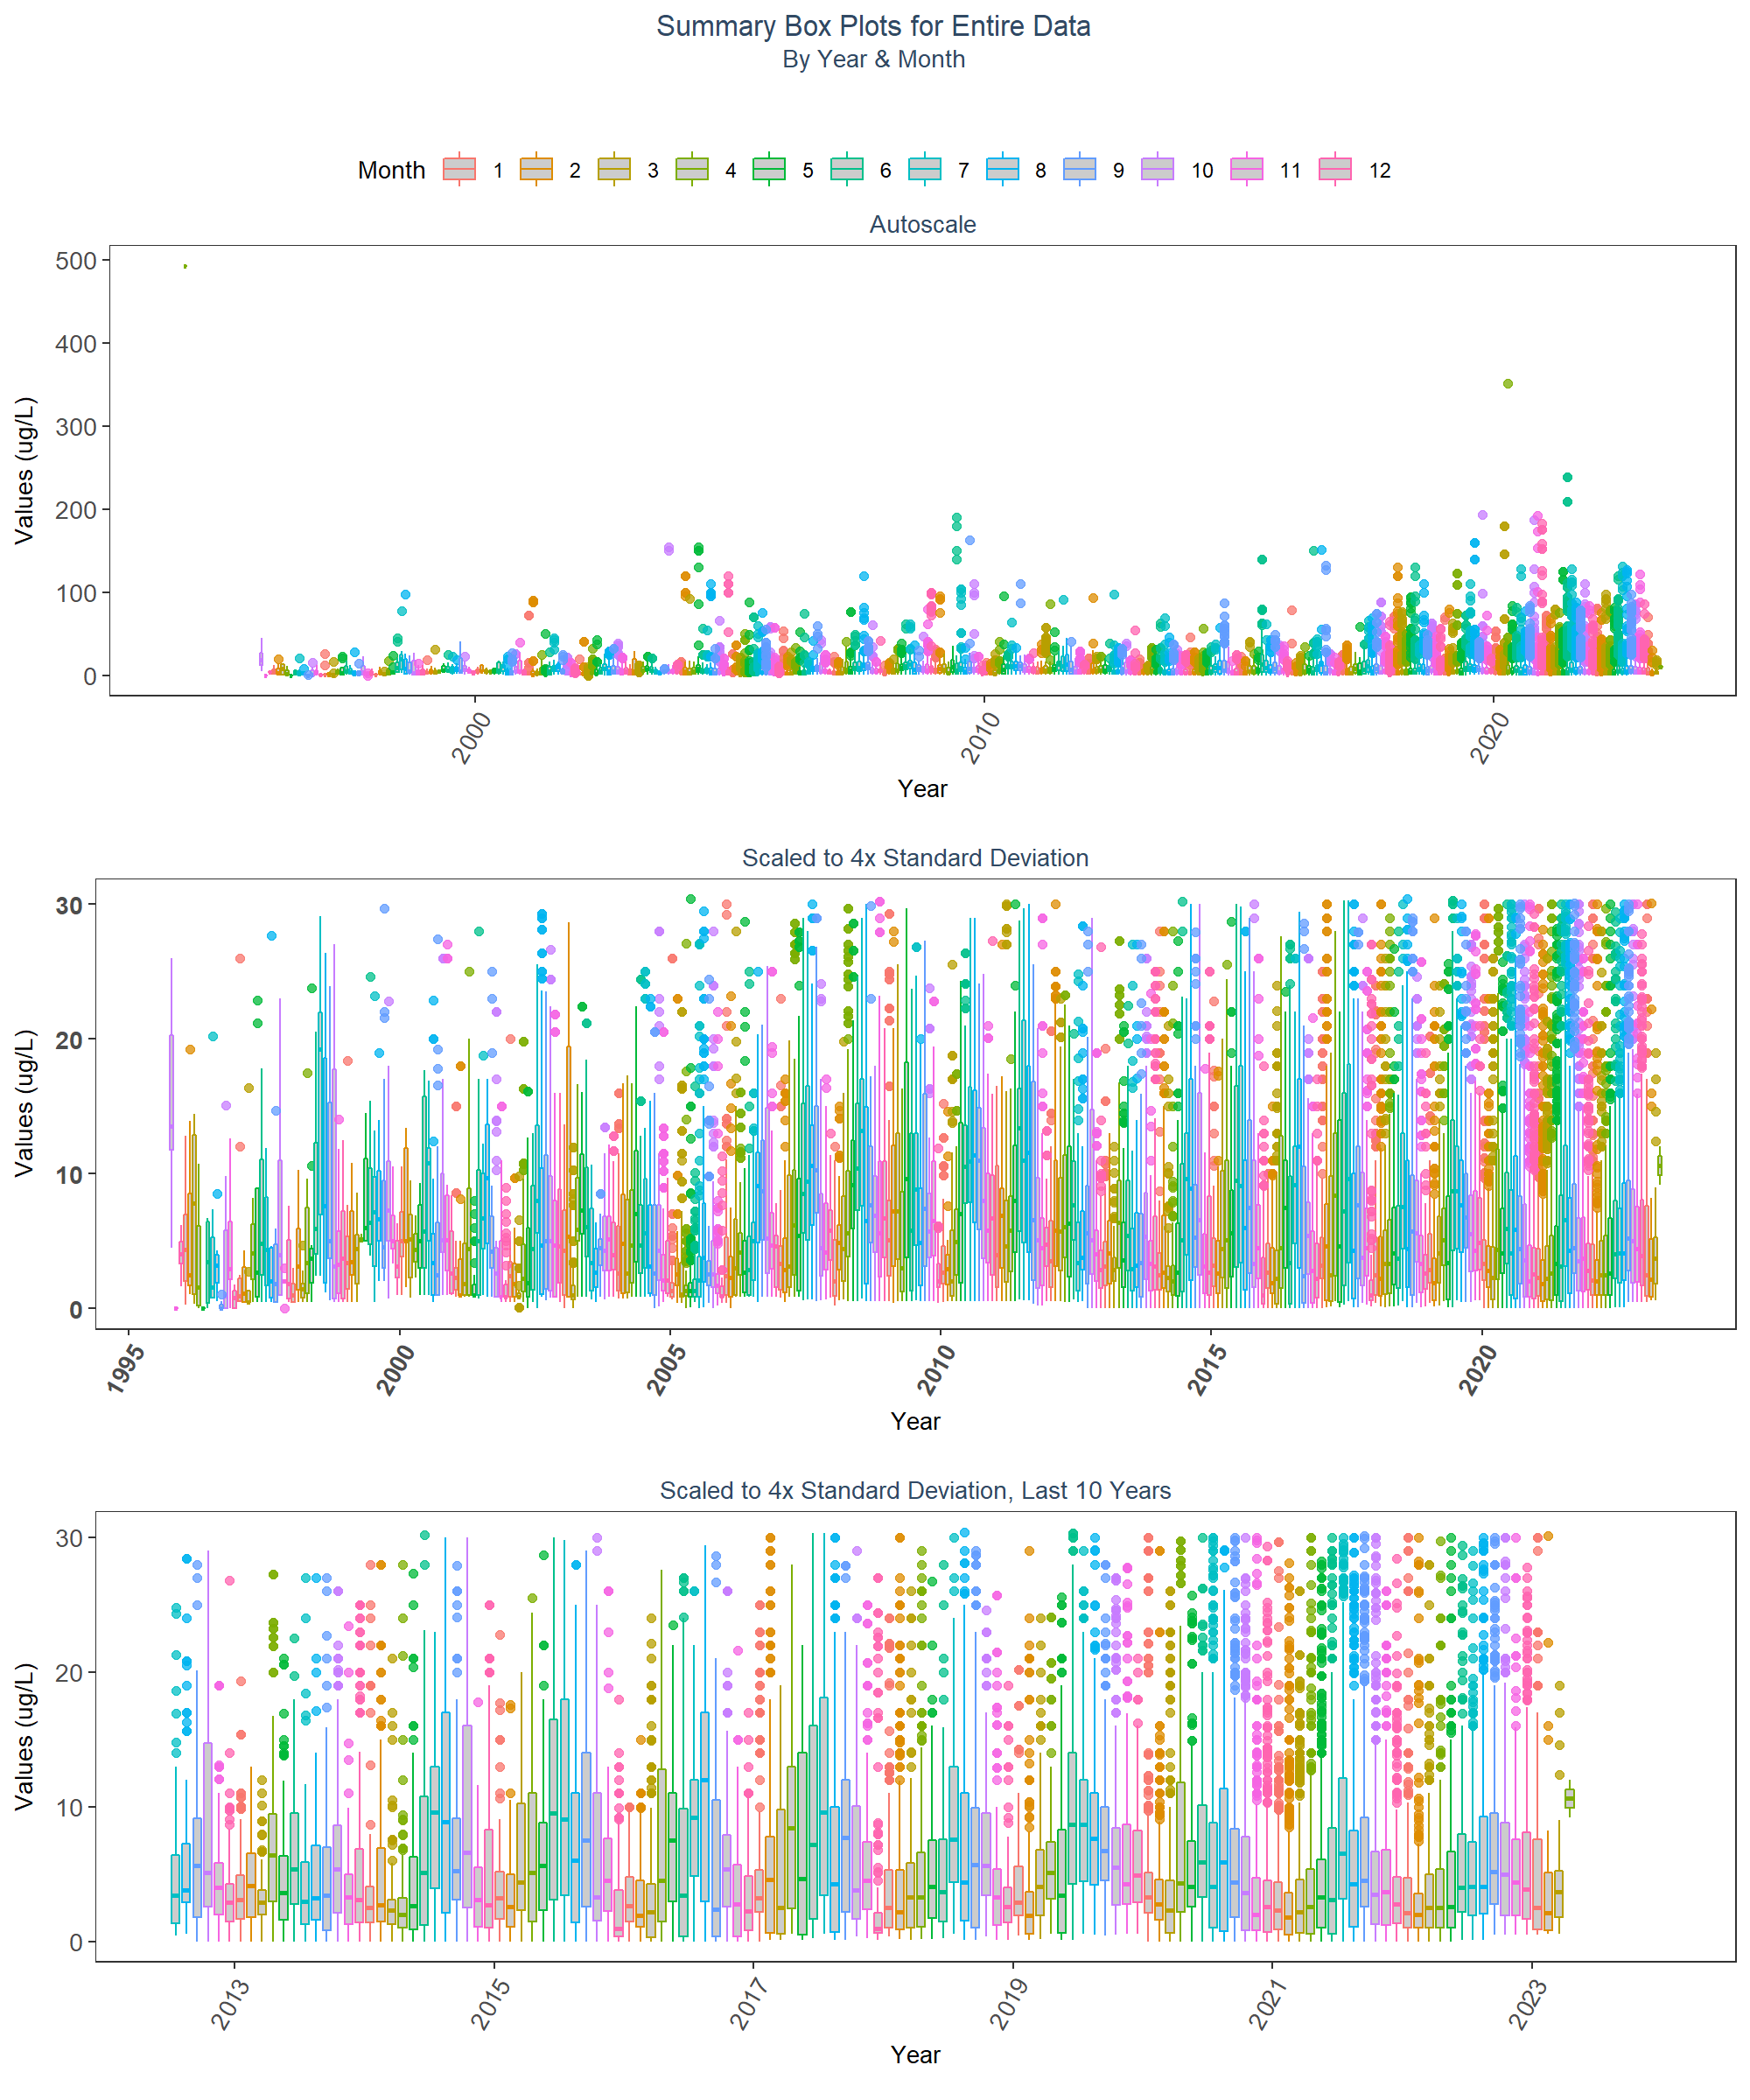 Summary Box Plots for Entire Data
By Year & Month
Month 1 2 3 4 5 6 7 8 9 10 11 12
Autoscale
Values (ug/L)
500
400
300
200
100
0
2000 2010 2020
Year
Scaled to 4x Standard Deviation
Values (ug/L)
30
20
10
0
1995 2000 2005 2010 2015 2020
Year
Scaled to 4x Standard Deviation, Last 10 Years
Values (ug/L)
30
20
10
0
2013 2015 2017 2019 2021 2023
Year